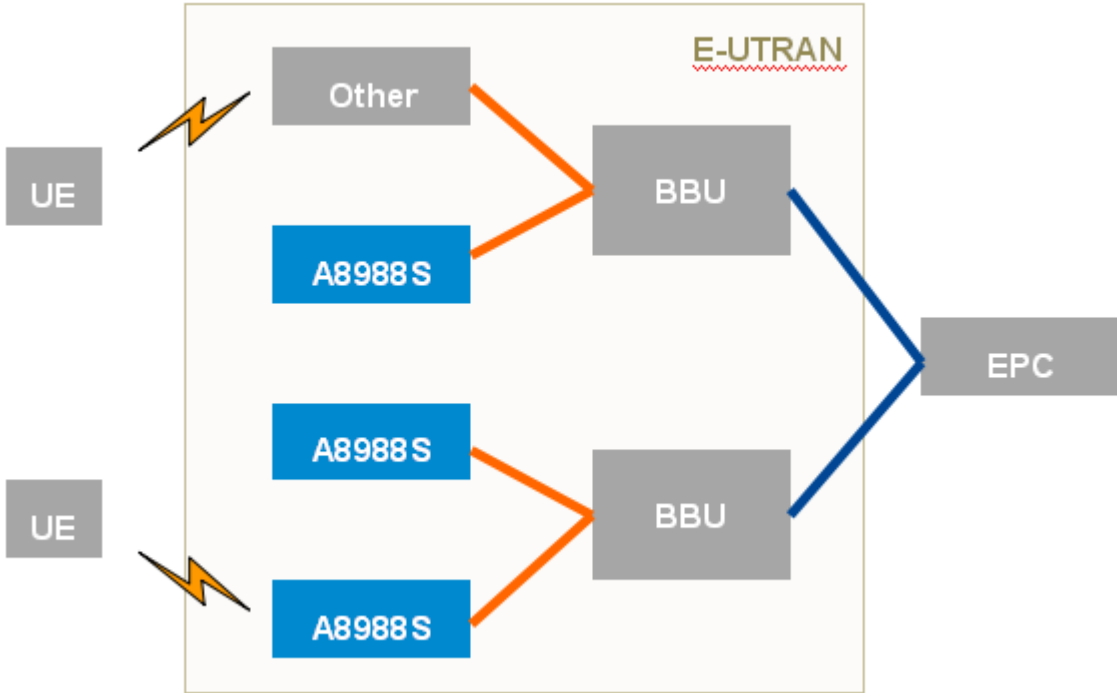 E-UTRAN
Other
BBU
UE
A8988S
EPC
A8988S
BBU
UE
A8988S